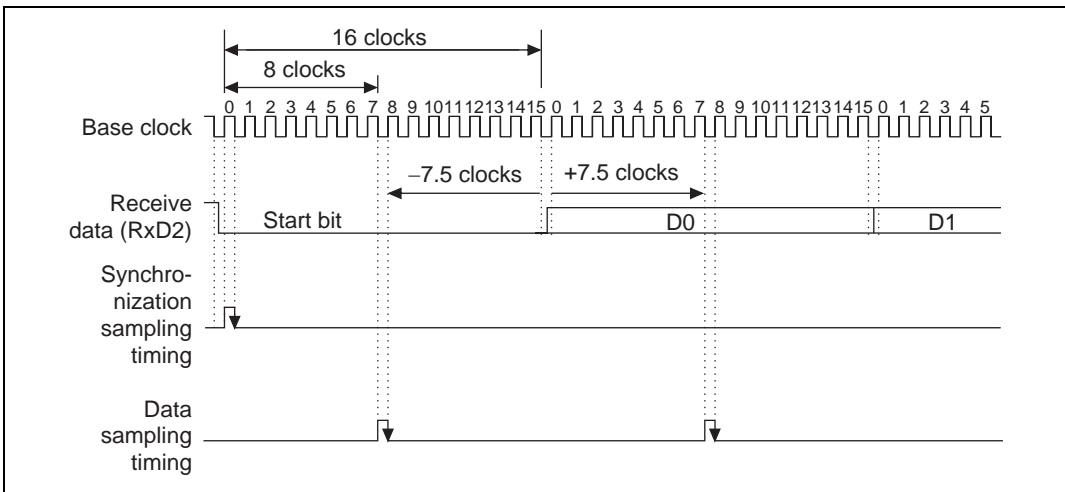 16 clocks
8 clocks
0 1 2 3 4 5 6 7 8 9 10 11 12 13 14 15 0 1 2 3 4 5 6 7 8 9 10 11 12 13 14 15 0 1 2 3 4 5
Base clock
−7.5 clocks +7.5 clocks
Receive
data (RxD2)
Start bit D0 D1
Synchro-
nization
sampling
timing
Data
sampling
timing